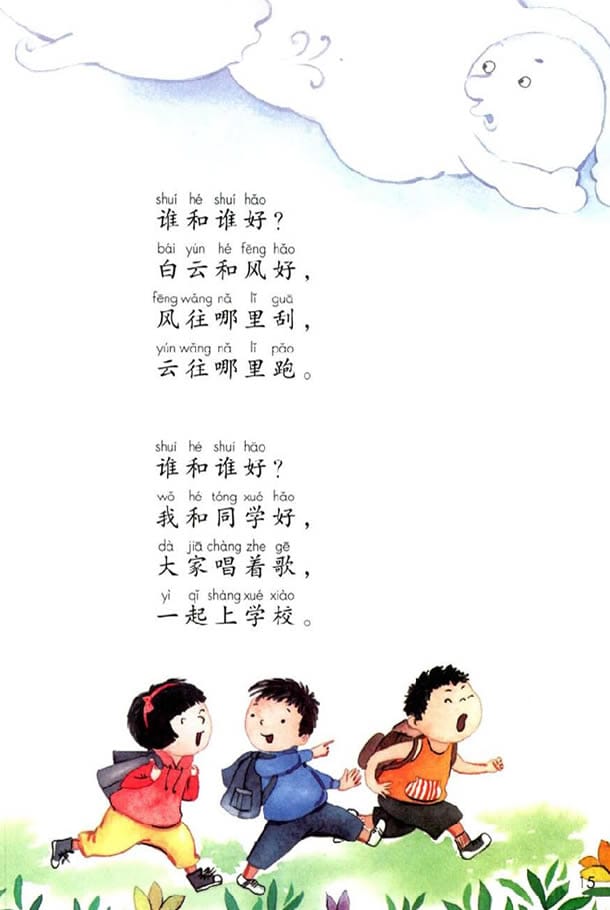 shuí hé shuí hǎo
谁和谁好？
bái yún hé fēng hǎo
白云和风好，
fēng wǎng nǎ lǐ guā
风往哪里刮，
yún wǎng nǎ lǐ pǎo
云往哪里跑。
shuí hé shuí hǎo
谁和谁好？
wǒ hé tóng xué hǎo
我和同学好，
dà jiā chàng zhe gē
大家唱着歌，
yì qǐ shàng xué xiào
一起上学校。
15